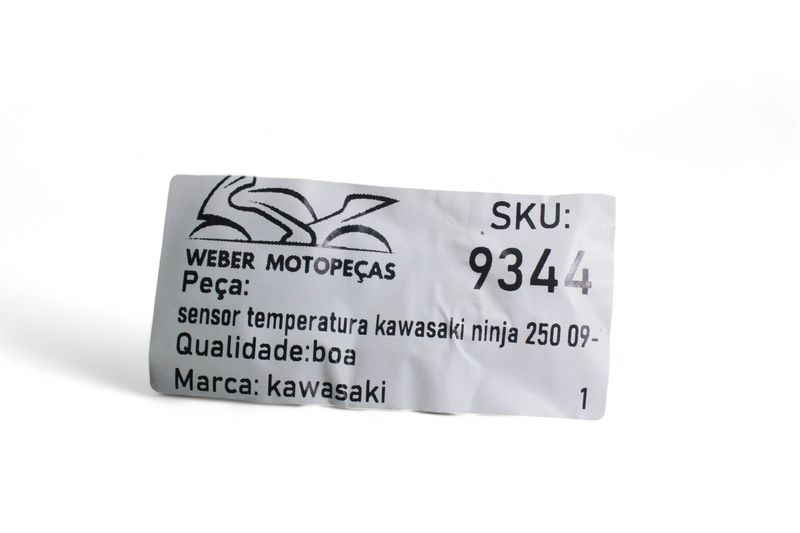 WEBER MOTOPEÇAS
SKU:
9344
Peça:
sensor temperatura kawasaki ninja 250 09-
Qualidade:boa
Marca: kawasaki
1